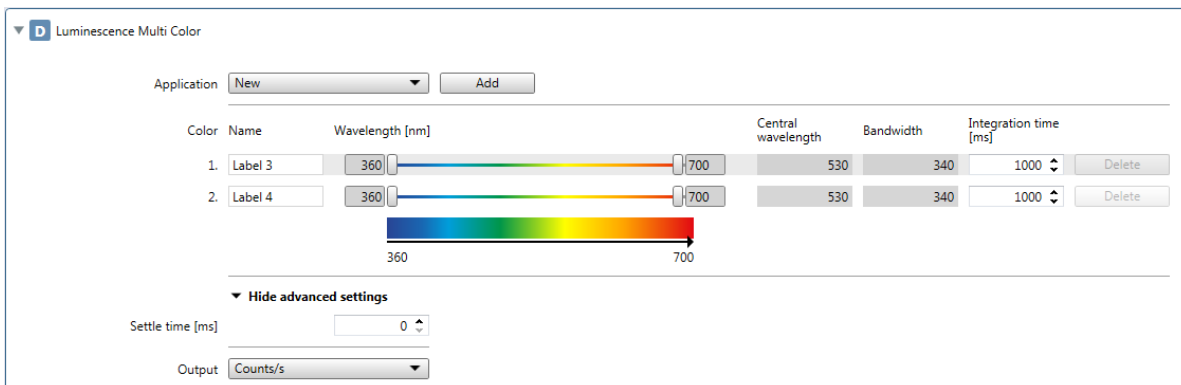 D Luminescence Multi Color
Application New Add
Color Name Wavelength [nm] Central wavelength Bandwidth Integration time [ms]
1. Label 3 360 700 530 340 1000 Delete
2. Label 4 360 700 530 340 1000 Delete
360 700
Hide advanced settings
Settle time [ms] 0
Output Counts/s